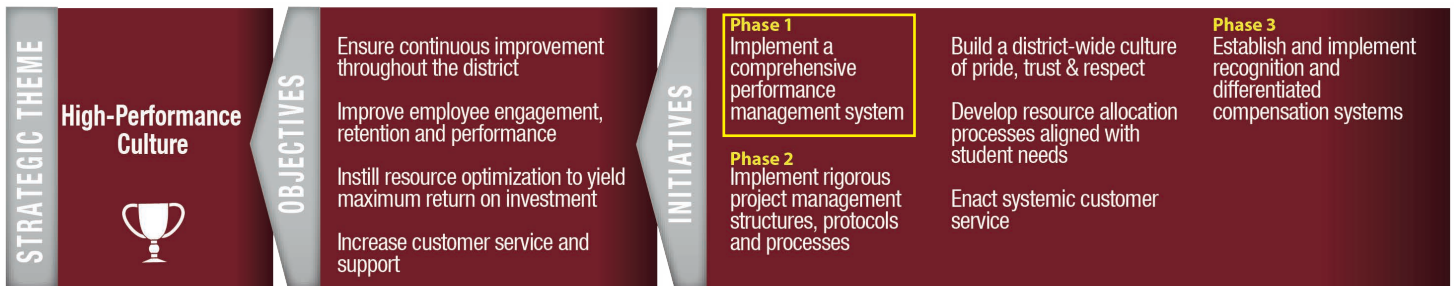 STRATEGIC THEME
High-Performance
Culture
OBJECTIVES
Ensure continuous improvement
throughout the district
Improve employee engagement,
retention and performance
Instill resource optimization to yield
maximum return on investment
Increase customer service and
support
INITIATIVES
Phase 1
Implement a
comprehensive
performance
management system
Phase 2
Implement rigorous
project management
structures, protocols
and processes
Build a district-wide culture
of pride, trust & respect
Develop resource allocation
processes aligned with
student needs
Enact systemic customer
service
Phase 3
Establish and implement
recognition and
differentiated
compensation systems